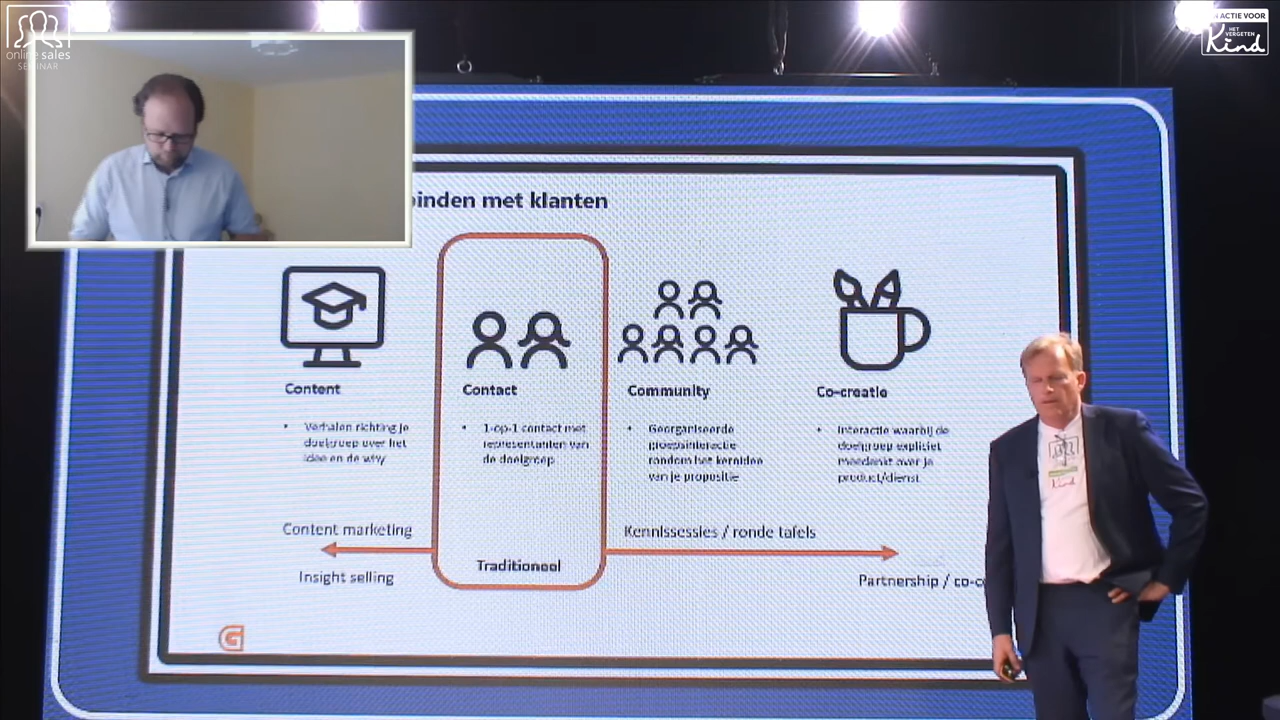 online sales
SEMINAR
N ACTIE VOOR
HET
VERGETEN
Kind
inden met klanten
Content
Contact
Community
Co-creatie
• Verhalen richting je
doelgroep over het
idee en de why
• 1-op-1 contact met
representanten van
de doelgroep
• Georganiseerde
groepsinteractie
rondom het kernidee
van je propositie
• Interactie waarbij de
doelgroep expliciet
meedenkt over je
product/dienst
Content marketing
Kennissessies / ronde tafels
Traditioneel
Insight selling
Partnership / co-c
G
Kind